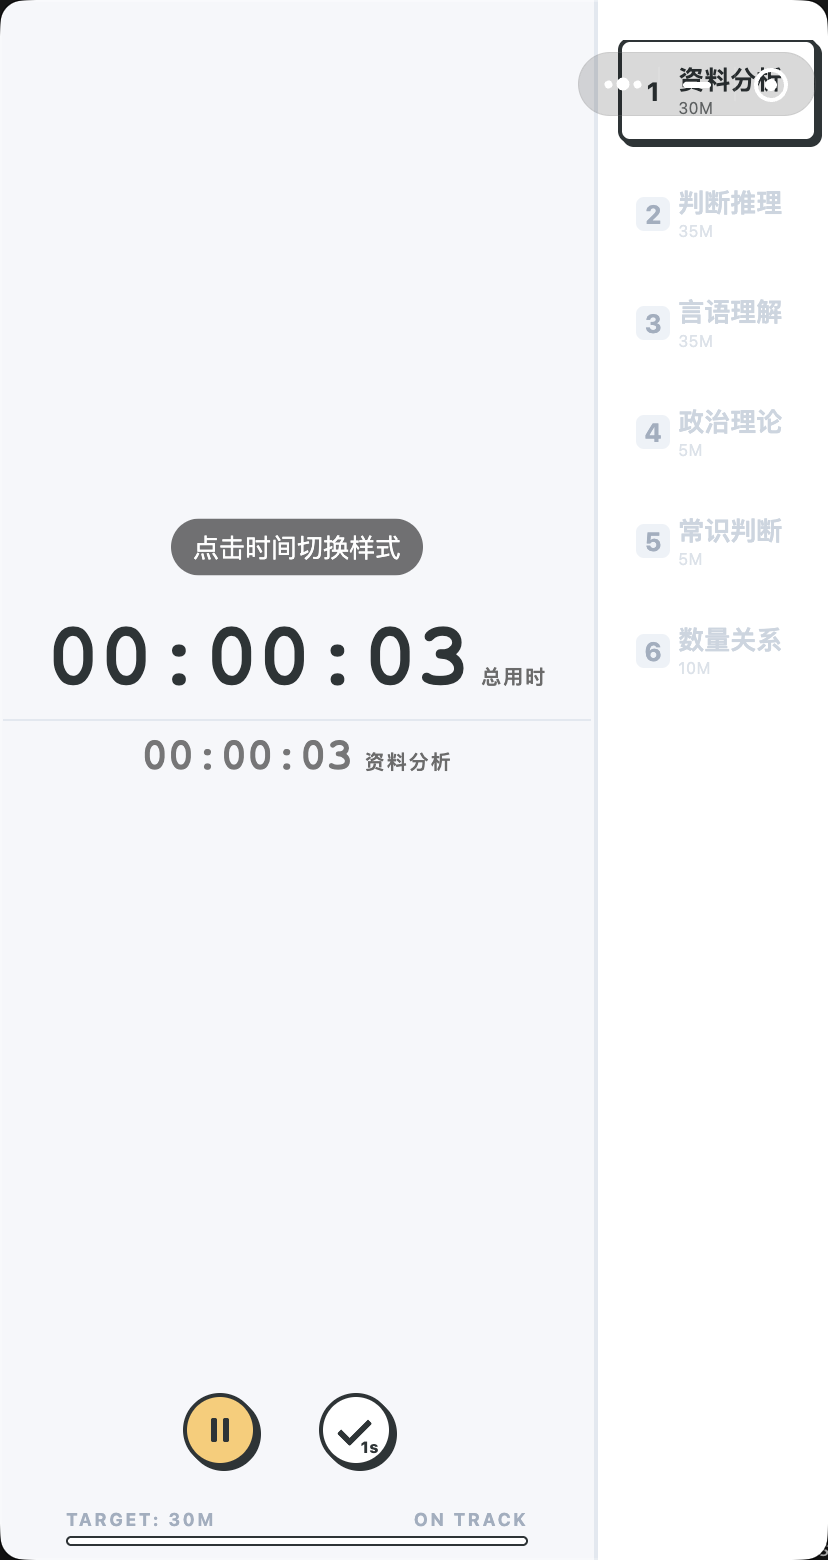 点击时间切换样式
00:00:03 总用时
00:00:03 资料分析
1s
TARGET: 30M ON TRACK
1 资料分析
30M
2 判断推理
35M
3 言语理解
35M
4 政治理论
5M
5 常识判断
5M
6 数量关系
10M